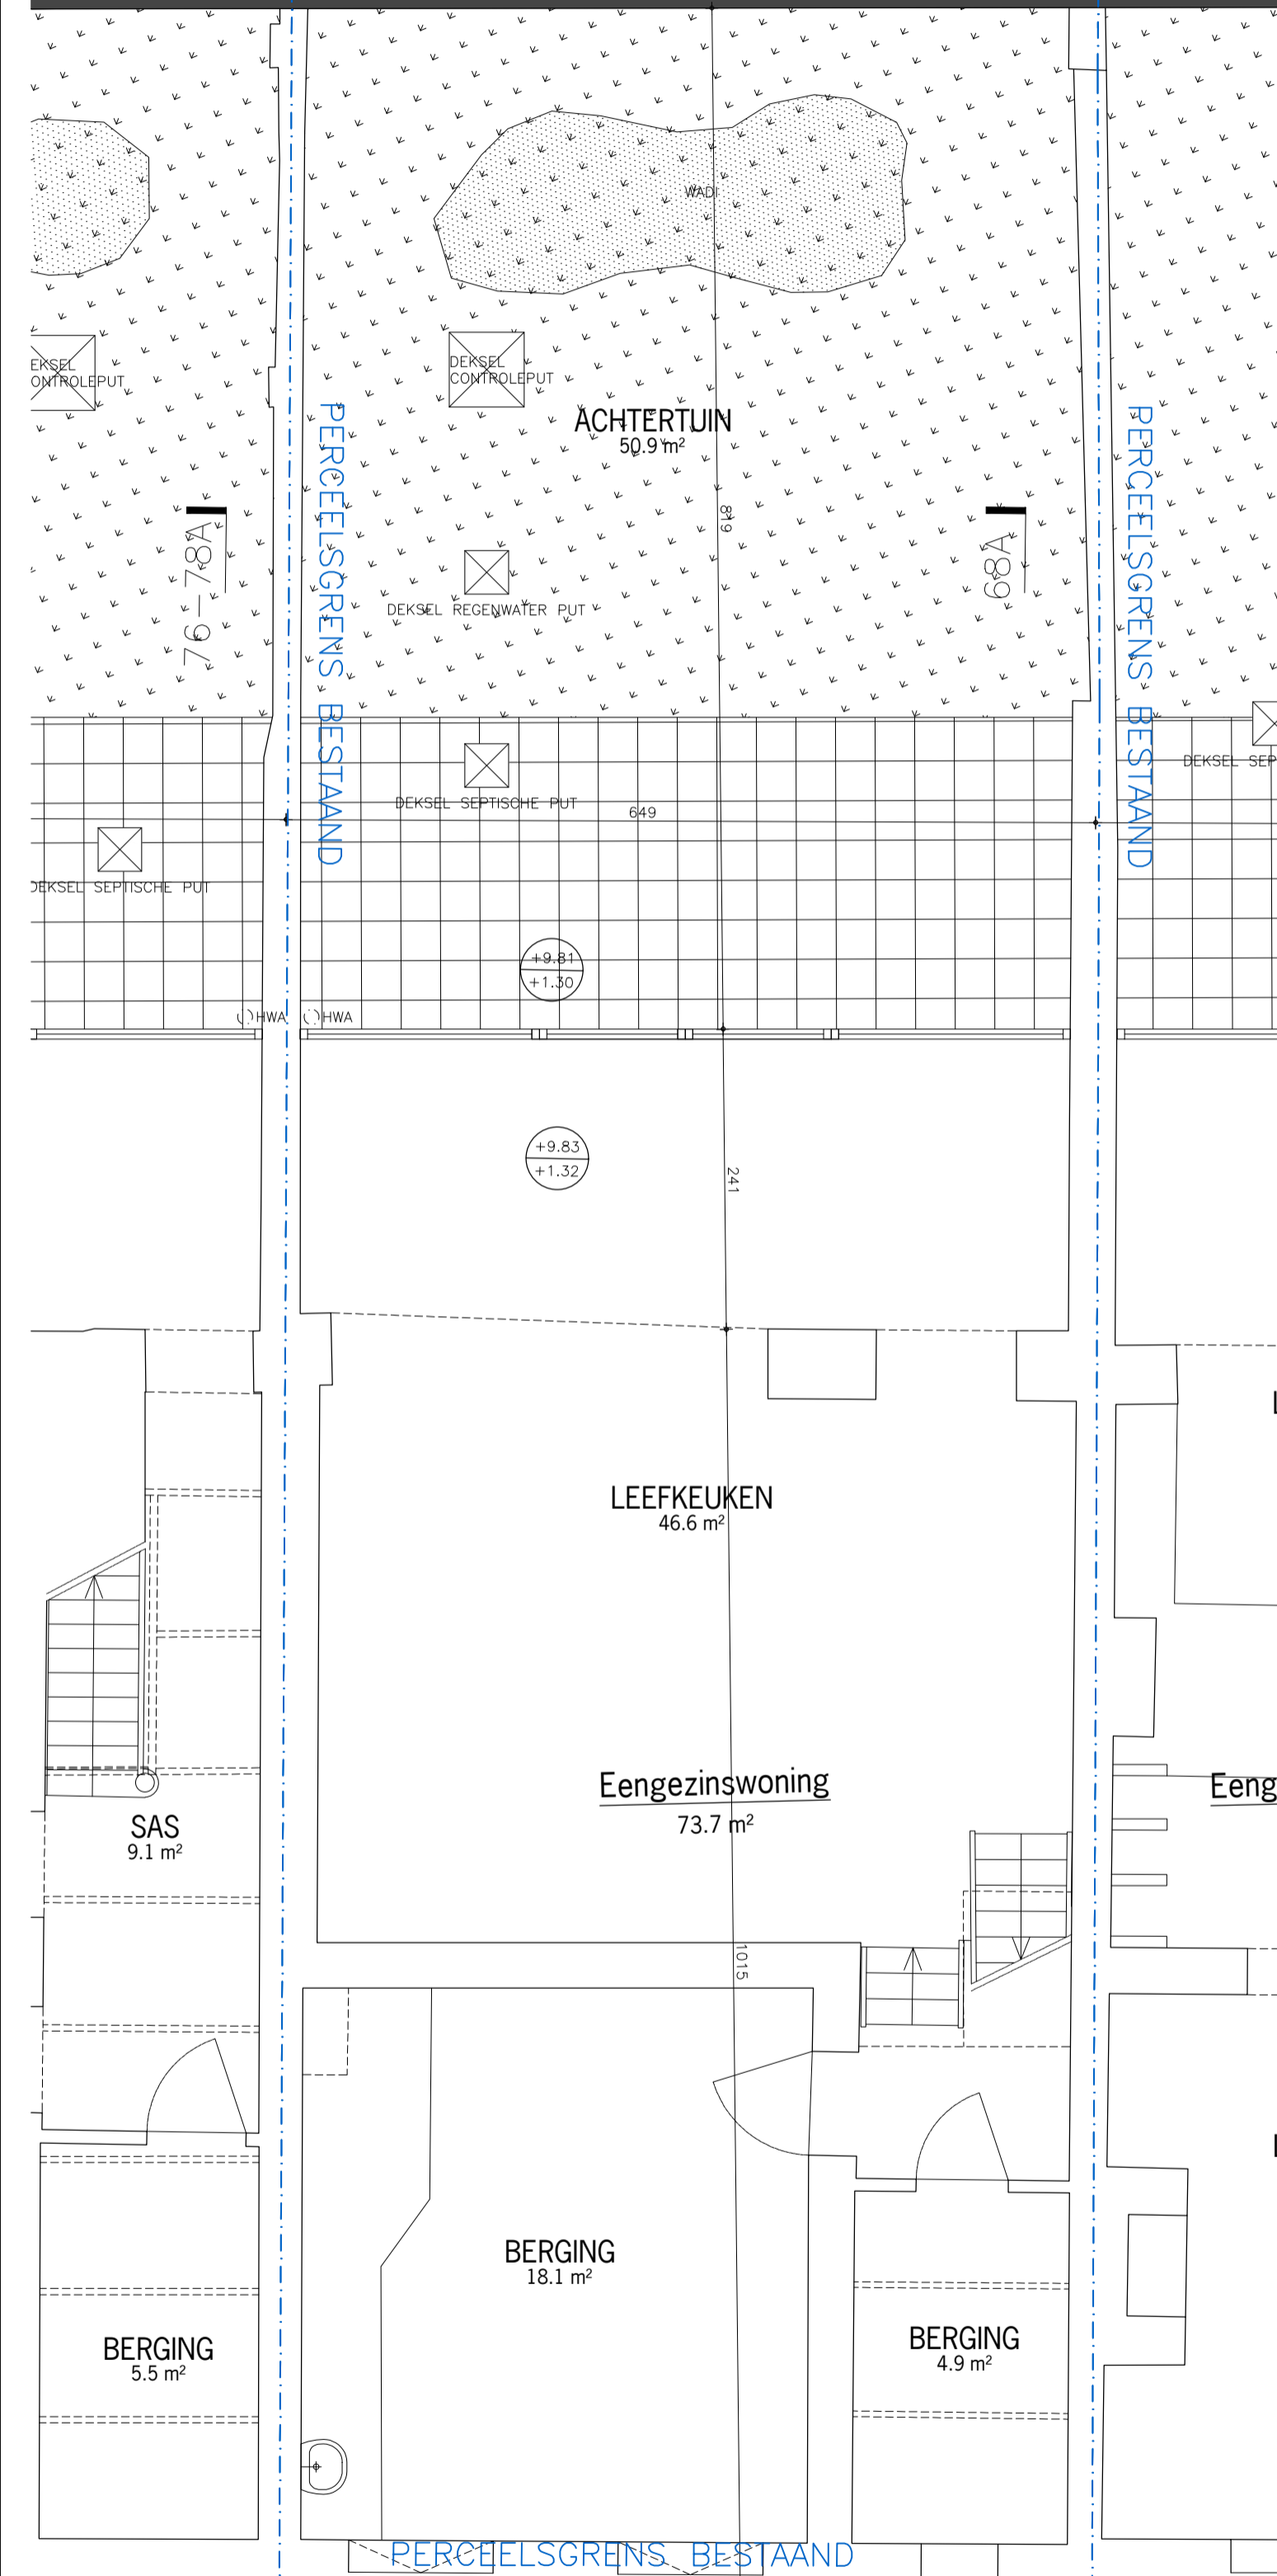 WADI
EKSEL
ONTROLEPUT
DEKSEL
CONTROLEPUT
ACHTERTUIN
50.9 m²
PERCEELSGRENS BESTAAND
PERCEELSGRENS BESTAAND
819
76-78A
68A
DEKSEL REGENWATER PUT
DEKSEL SEP
DEKSEL SEPTISCHE PUT
649
DEKSEL SEPTISCHE PUT
+9.81
+1.30
HWA
HWA
+9.83
+1.32
241
LEEFKEUKEN
46.6 m²
Eengezinswoning
73.7 m²
Eeng
SAS
9.1 m²
1015
BERGING
18.1 m²
BERGING
5.5 m²
BERGING
4.9 m²
PERCEELSGRENS BESTAAND